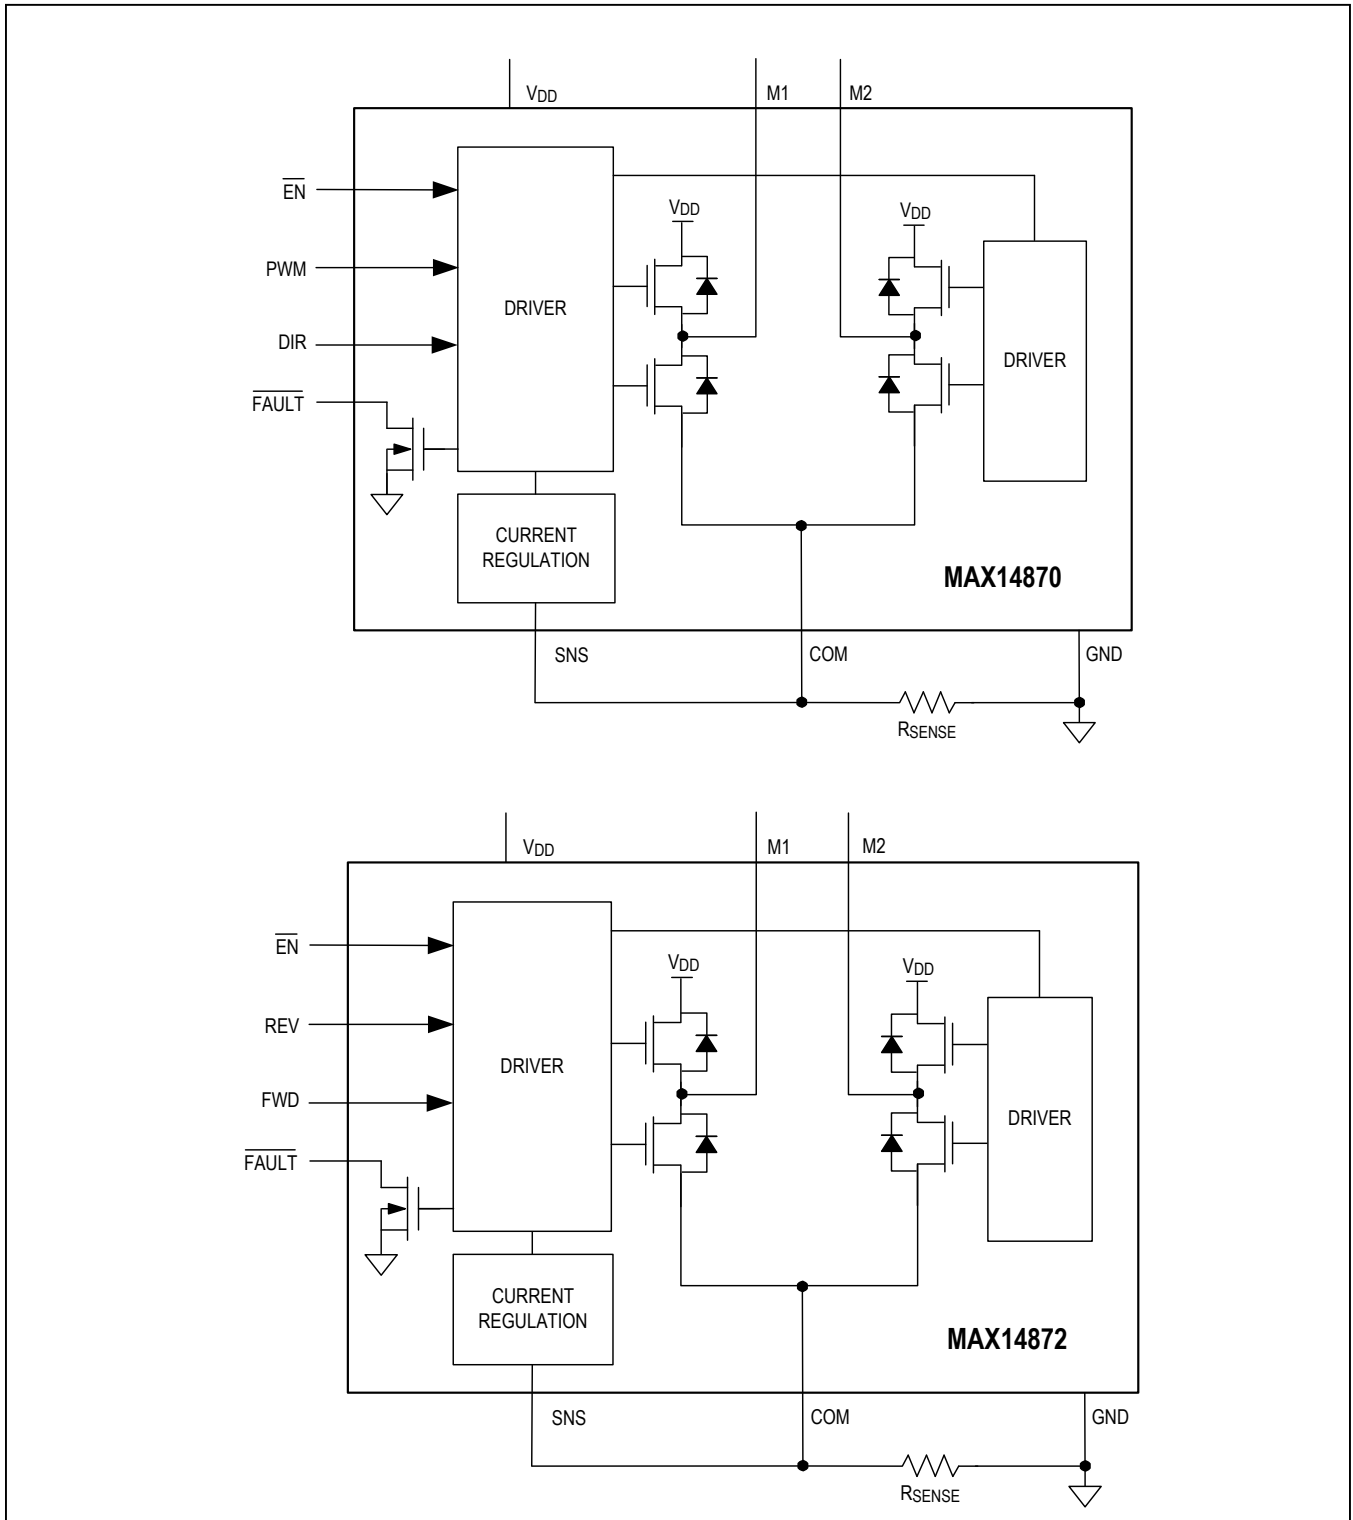 VDD
M1
M2
EN
PWM
DIR
FAULT
DRIVER
VDD
VDD
DRIVER
CURRENT
REGULATION
MAX14870
SNS
COM
GND
RSENSE
VDD
M1
M2
EN
REV
FWD
FAULT
DRIVER
VDD
VDD
DRIVER
CURRENT
REGULATION
MAX14872
SNS
COM
GND
RSENSE